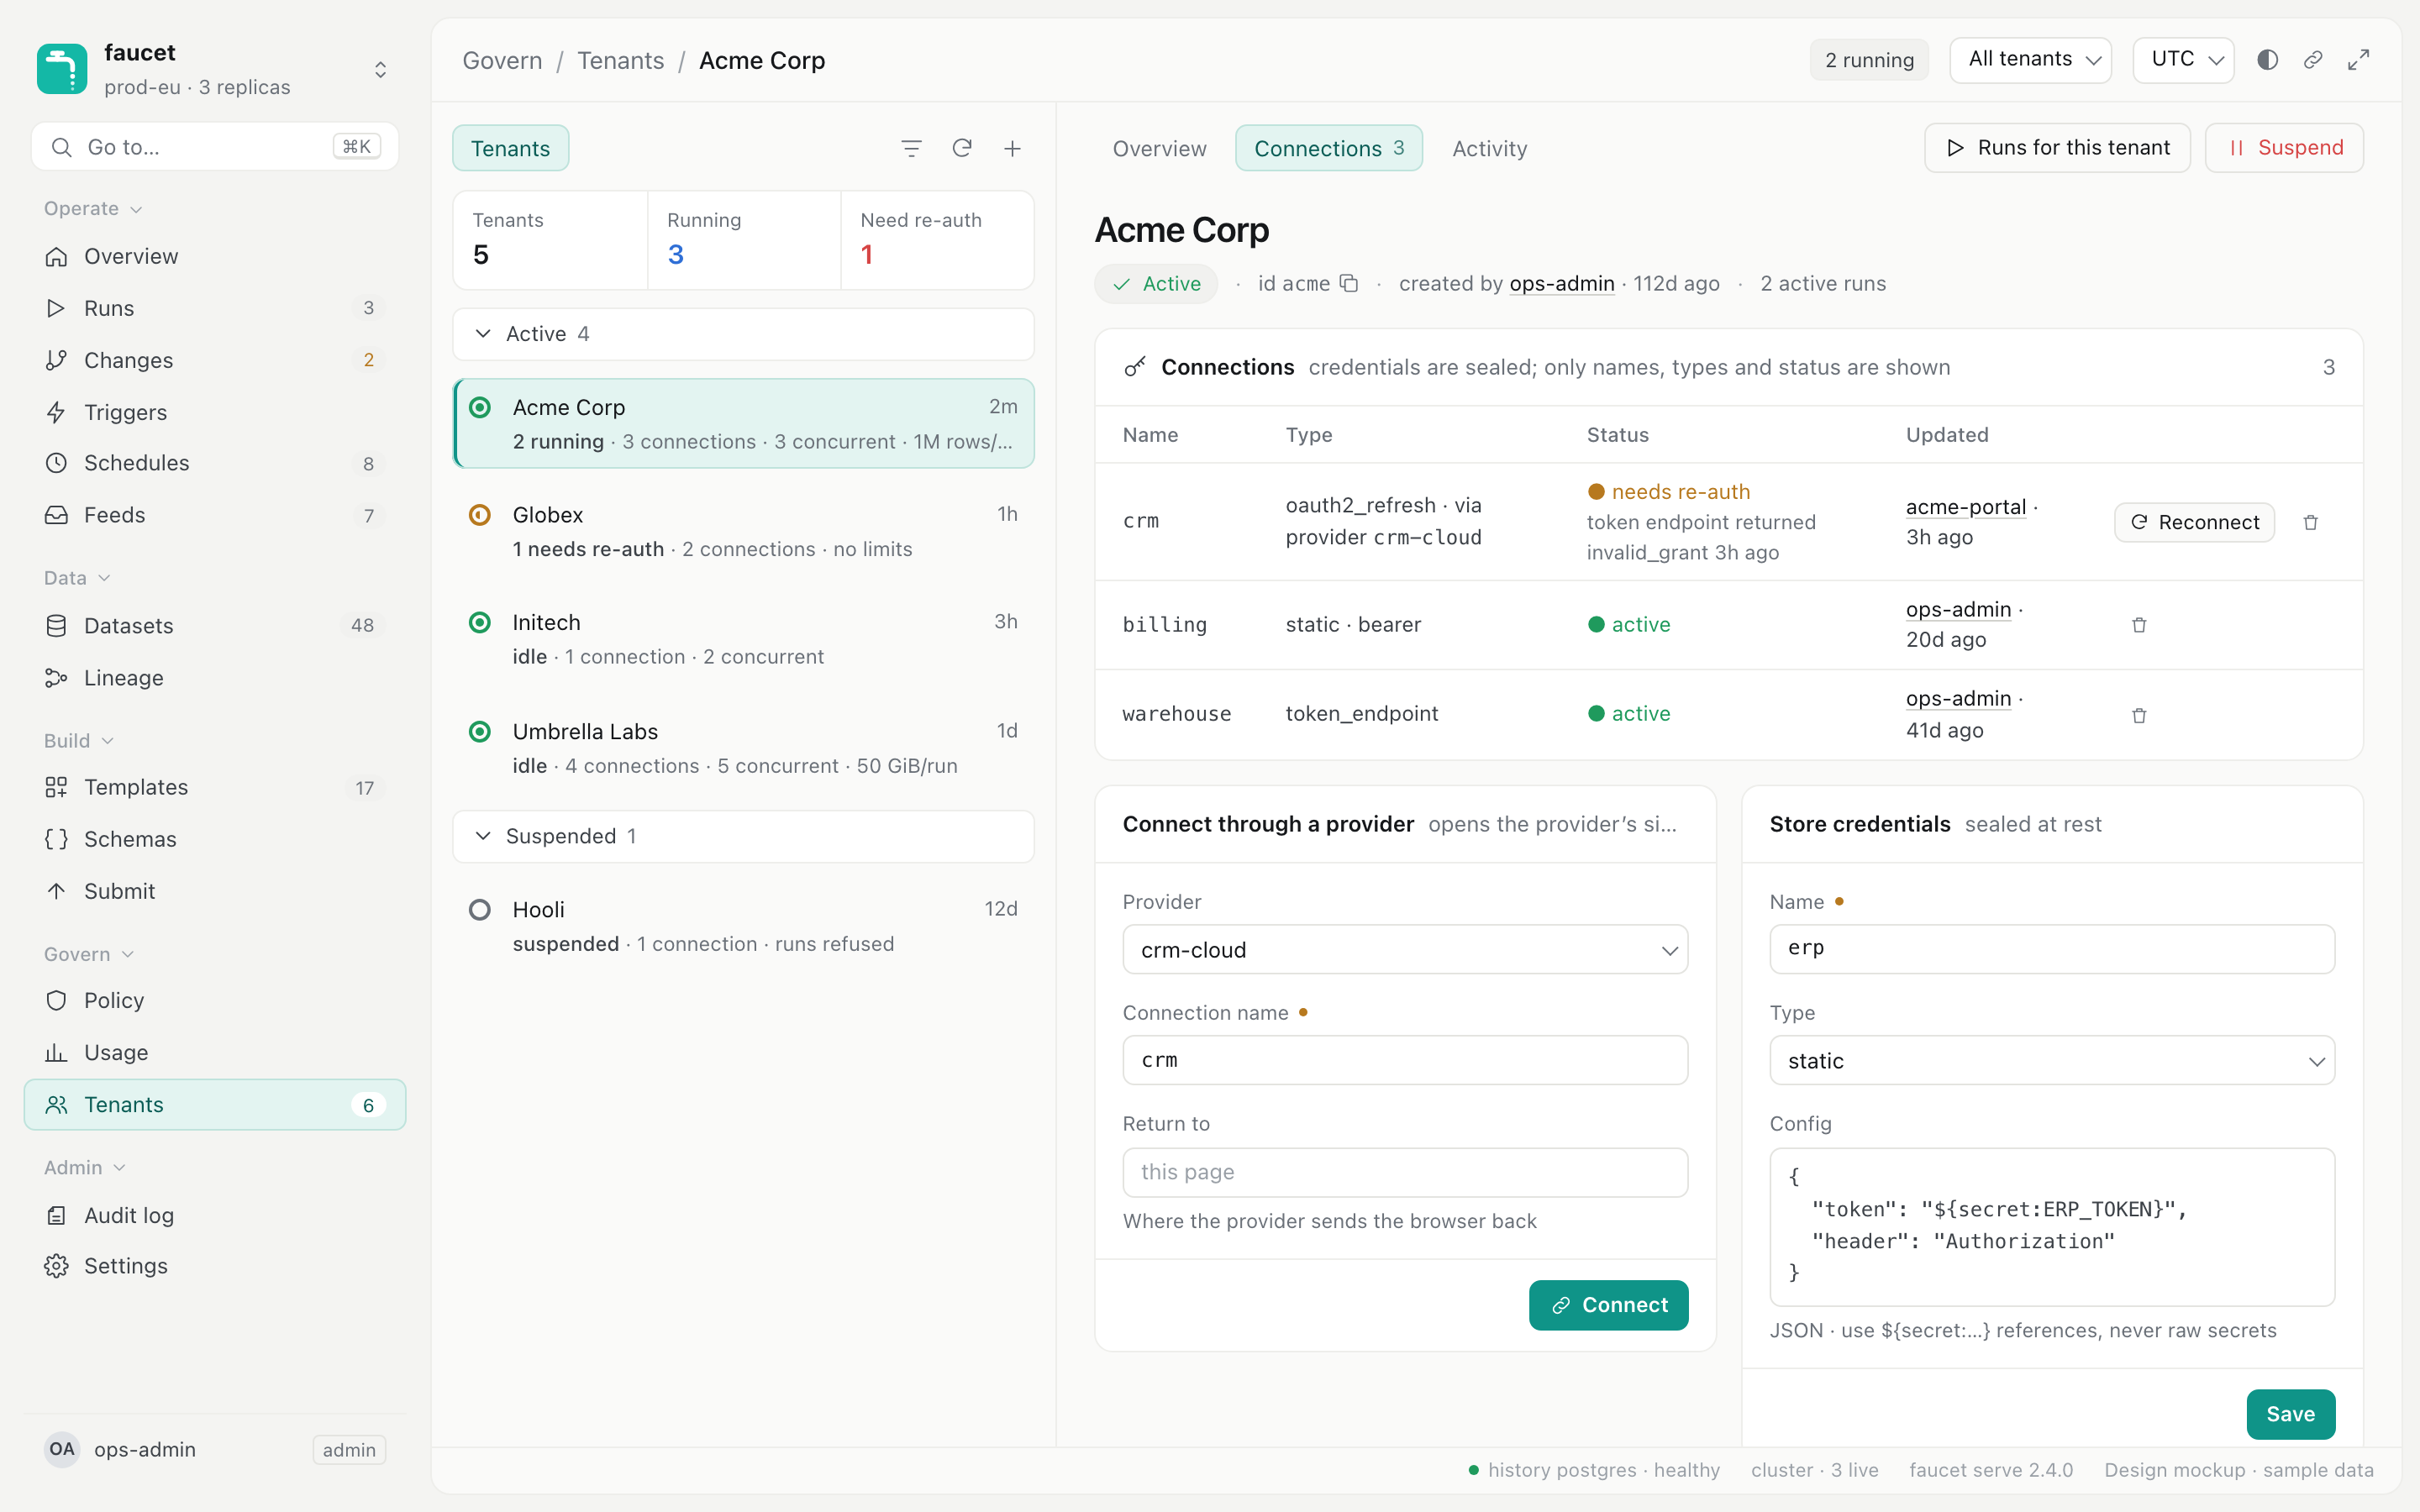 faucet
prod-eu · 3 replicas
Go to...
⌘K
Operate
Overview
Runs 3
Changes 2
Triggers
Schedules 8
Feeds 7
Data
Datasets 48
Lineage
Build
Templates 17
Schemas
Submit
Govern
Policy
Usage
Tenants 6
Admin
Audit log
Settings
OA ops-admin admin
Govern / Tenants / Acme Corp
2 running
All tenants
UTC
Tenants
Tenants Running Need re-auth
5 3 1
Active 4
Acme Corp 2m
2 running · 3 connections · 3 concurrent · 1M rows/...
Globex 1h
1 needs re-auth · 2 connections · no limits
Initech 3h
idle · 1 connection · 2 concurrent
Umbrella Labs 1d
idle · 4 connections · 5 concurrent · 50 GiB/run
Suspended 1
Hooli 12d
suspended · 1 connection · runs refused
Overview Connections 3 Activity
Runs for this tenant
Suspend
Acme Corp
Active · id acme · created by ops-admin · 112d ago · 2 active runs
Connections credentials are sealed; only names, types and status are shown 3
Name Type Status Updated
crm
oauth2_refresh · via
provider crm-cloud
needs re-auth
token endpoint returned
invalid_grant 3h ago
acme-portal ·
3h ago
Reconnect
billing
static · bearer
active
ops-admin ·
20d ago
warehouse
token_endpoint
active
ops-admin ·
41d ago
Connect through a provider opens the provider's si...
Provider
crm-cloud
Connection name
crm
Return to
this page
Where the provider sends the browser back
Connect
Store credentials sealed at rest
Name
erp
Type
static
Config
{
"token": "${secret:ERP_TOKEN}",
"header": "Authorization"
}
JSON · use ${secret:...} references, never raw secrets
Save
history postgres · healthy
cluster · 3 live
faucet serve 2.4.0
Design mockup · sample data